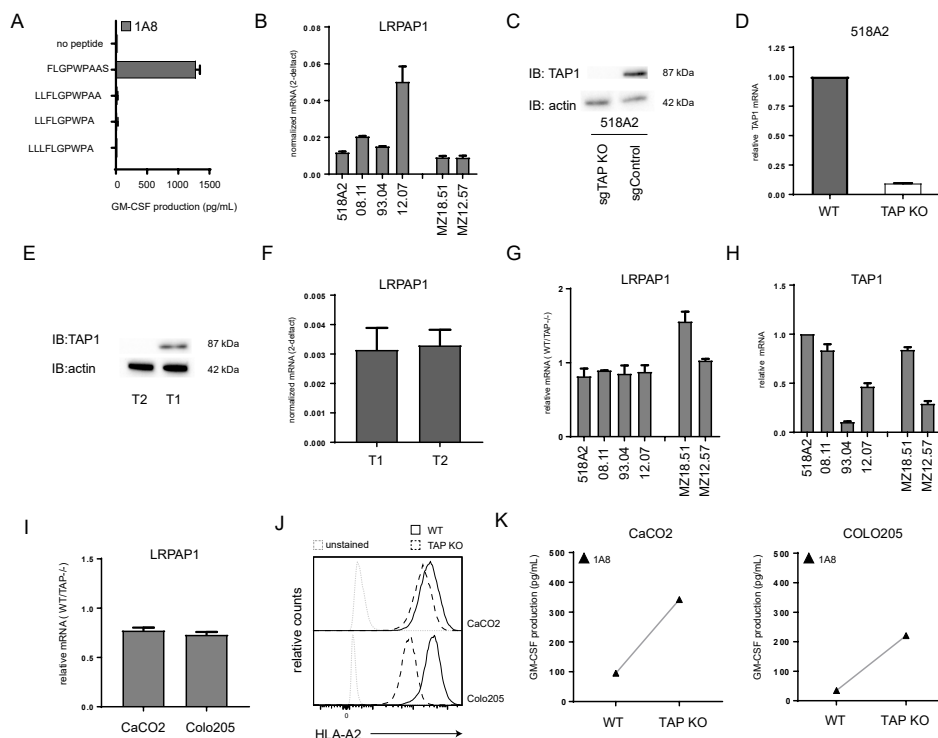 A
1A8
no peptide
FLGPWPAAS
LLFLGPWPAA
LLFLGPWPA
LLLFLGPWPA
0 500 1000 1500
GM-CSF production (pg/mL)
B
LRPAP1
normalized mRNA (2-deltact)
0.08
0.06
0.04
0.02
0.00
518A2 08.11 93.04 12.07 MZ18.51 MZ12.57
C
IB: TAP1 87 kDa
IB: actin 42 kDa
518A2
sgTAP KO sgControl
D
518A2
relative TAP1 mRNA
1.25
1.00
0.75
0.50
0.25
0.00
WT TAP KO
E
IB:TAP1 87 kDa
IB:actin 42 kDa
T2 T1
F
LRPAP1
normalized mRNA (2-deltact)
0.005
0.004
0.003
0.002
0.001
0.000
T1 T2
G
LRPAP1
relative mRNA ( WT/TAP-/-)
2
1
0
518A2 08.11 93.04 12.07 MZ18.51 MZ12.57
H
TAP1
relative mRNA
1.5
1.0
0.5
0.0
518A2 08.11 93.04 12.07 MZ18.51 MZ12.57
I
LRPAP1
relative mRNA ( WT/TAP-/-)
1.5
1.0
0.5
0.0
CaCO2 Colo205
J
unstained
WT
TAP KO
relative counts
CaCO2
Colo205
0
HLA-A2
K
CaCO2
1A8
GM-CSF production (pg/mL)
500
400
300
200
100
0
WT TAP KO
COLO205
1A8
GM-CSF production (pg/mL)
500
400
300
200
100
0
WT TAP KO